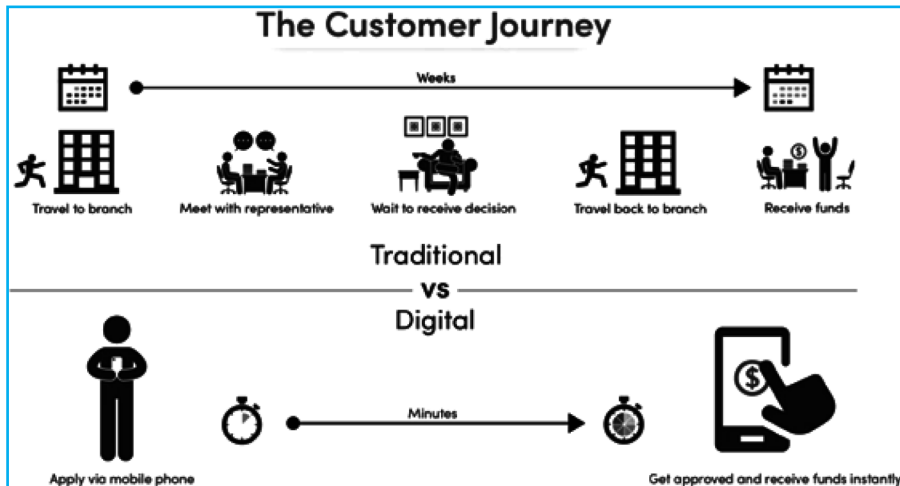 The Customer Journey
Weeks
Travel to branch
Meet with representative
Wait to receive decision
Travel back to branch
$
Receive funds
Traditional
vs
Digital
$
Minutes
Apply via mobile phone
Get approved and receive funds instantly